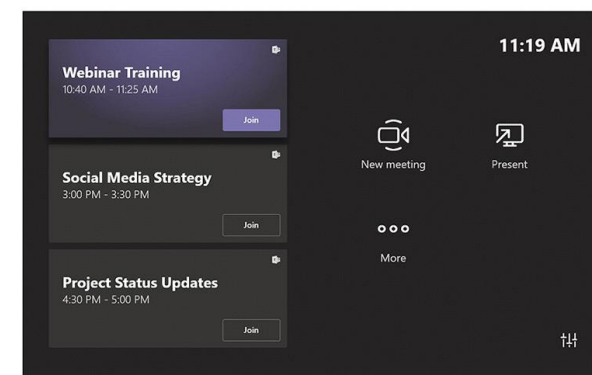 11:19 AM
Webinar Training
10:40 AM - 11:25 AM
Join
Social Media Strategy
3:00 PM - 3:30 PM
Join
Project Status Updates
4:30 PM - 5:00 PM
Join
New meeting
Present
More